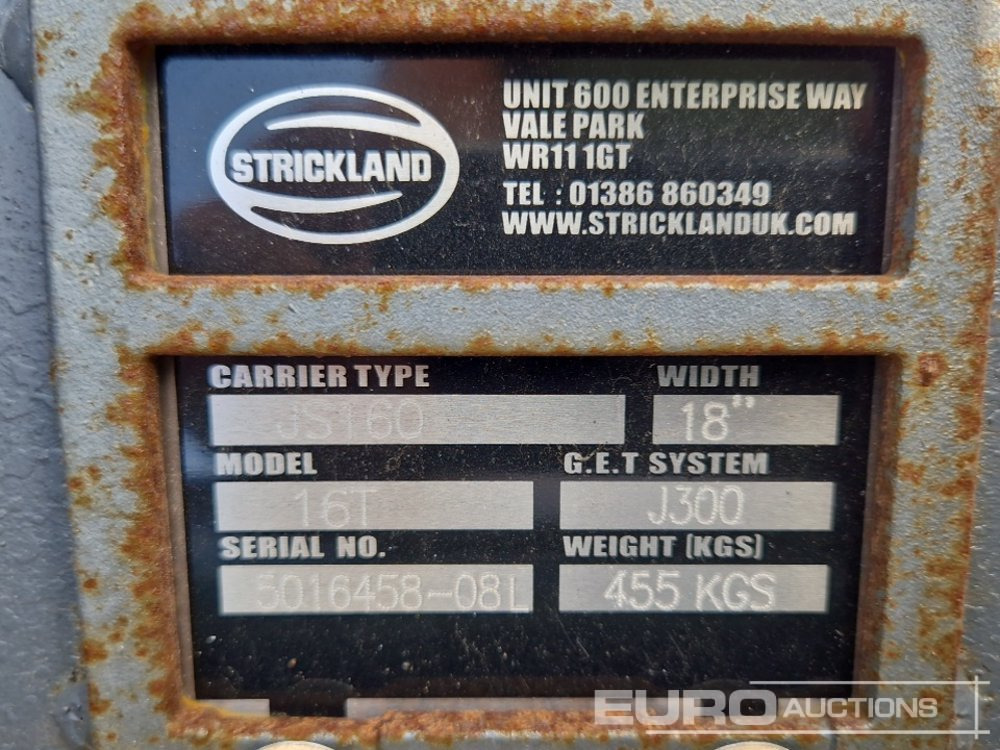 STRICKLAND
UNIT 600 ENTERPRISE WAY
VALE PARK
WR11 1GT
TEL : 01386 860349
WWW.STRICKLANDUK.COM
CARRIER TYPE WIDTH
JS160 18"
MODEL G.E.T SYSTEM
16T J300
SERIAL NO. WEIGHT (KGS)
5016458-08L 455 KGS
EURO AUCTIONS